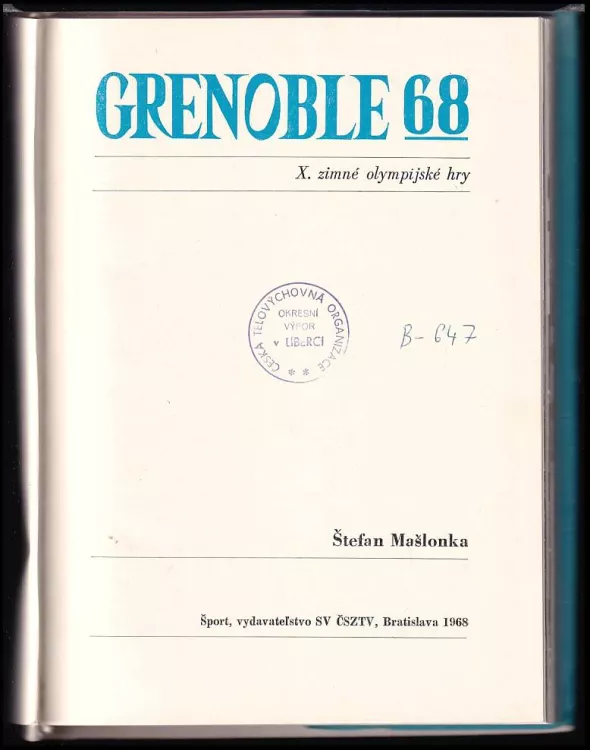 GRENOBLE 68
X. zimné olympijské hry
ČESKÁ TĚLOVÝCHOVNÁ ORGANIZACE
OKRESNÍ
VÝBOR
v LIBERCI
* *
B-647
Štefan Mašlonka
Šport, vydavateľstvo SV ČSZTV, Bratislava 1968